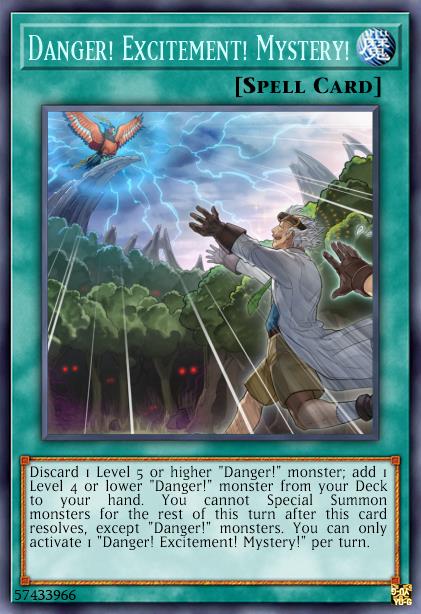 Danger! Excitement! Mystery!
魔
[Spell Card]
Discard 1 Level 5 or higher "Danger!" monster; add 1
Level 4 or lower "Danger!" monster from your Deck
to your hand. You cannot Special Summon
monsters for the rest of this turn after this card
resolves, except "Danger!" monsters. You can only
activate 1 "Danger! Excitement! Mystery!" per turn.
57433966